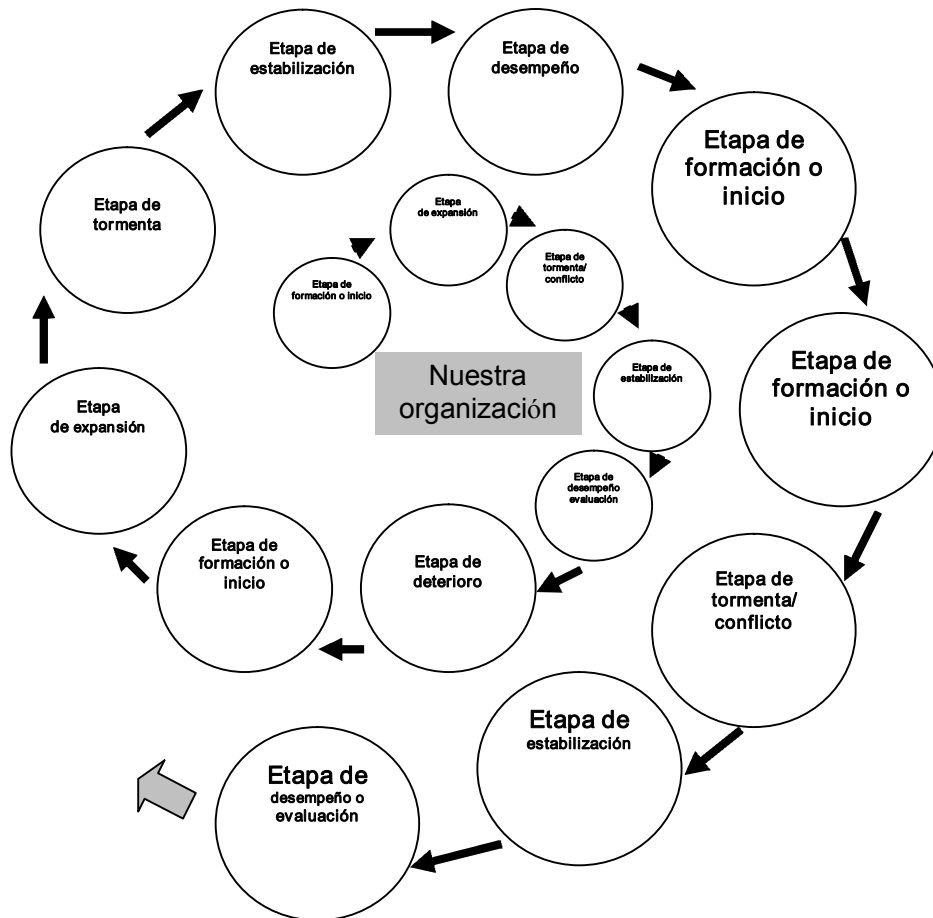 Etapa de
estabilización
Etapa de
desempeño
Etapa de
formación o
inicio
Etapa de
tormenta
Etapa
de expansión
Etapa de
tormenta/
conflicto
Etapa de
formación o inicio
Etapa de
formación o
inicio
Etapa de
estabilización
Nuestra
organización
Etapa
de expansión
Etapa de
desempeño
evaluación
Etapa de
formación o
inicio
Etapa de
deterioro
Etapa de
tormenta/
conflicto
Etapa de
estabilización
Etapa de
desempeño o
evaluación